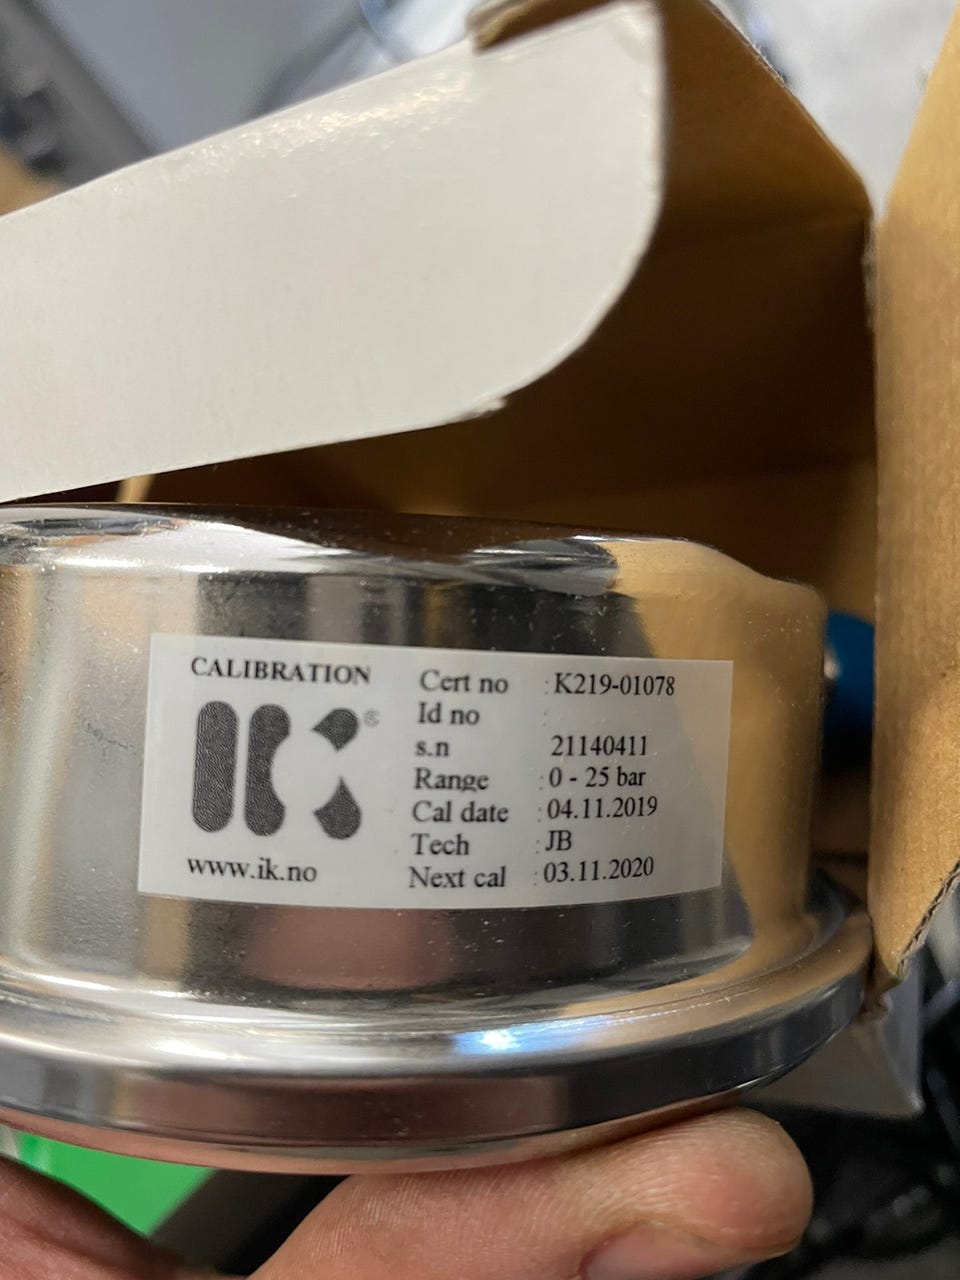 CALIBRATION
IK®
www.ik.no
Cert no : K219-01078
Id no :
s.n 21140411
Range : 0 - 25 bar
Cal date : 04.11.2019
Tech : JB
Next cal : 03.11.2020